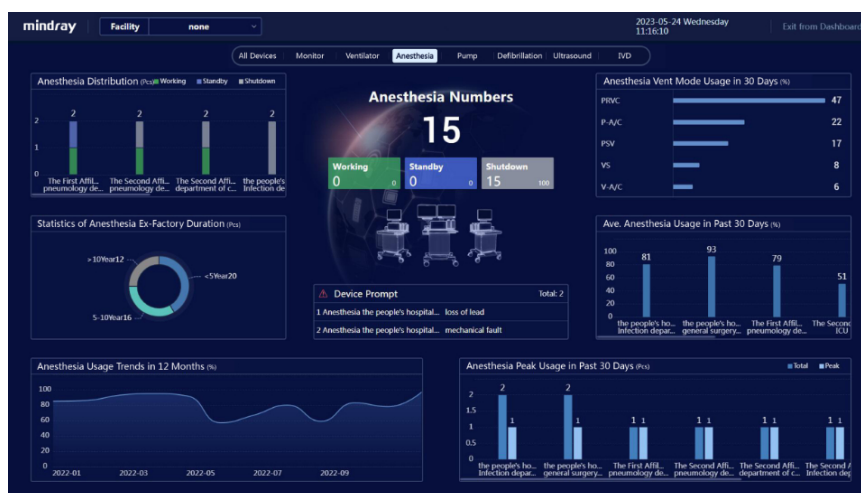 mindray
Facility
none
2023-05-24 Wednesday
11:16:10
Exit from Dashboard
All Devices
Monitor
Ventilator
Anesthesia
Pump
Defibrillation
Ultrasound
IVD
Anesthesia Distribution (Pcs)
Working
Standby
Shutdown
2
1
0
2
2
2
2
The First Affil...
pneumology de...
The Second Affi...
pneumology de...
The Second Affi...
department of c...
the people's
Infection de
Anesthesia Numbers
15
Working
0
0
Standby
0
0
Shutdown
15
100
Anesthesia Vent Mode Usage in 30 Days (%)
PRVC
47
P-A/C
22
PSV
17
VS
8
V-A/C
6
Statistics of Anesthesia Ex-Factory Duration (Pcs)
>10Year12
<5Year20
5-10Year16
Device Prompt
Total: 2
1 Anesthesia the people's hospital... loss of lead
2 Anesthesia the people's hospital... mechanical fault
Ave. Anesthesia Usage in Past 30 Days (%)
100
80
60
40
20
0
81
93
79
51
the people's ho...
Infection depar...
the people's ho...
general surgery...
The First Affil...
pneumology de...
The Second
ICU
Anesthesia Usage Trends in 12 Months (%)
100
80
60
40
20
0
2022-01
2022-03
2022-05
2022-07
2022-09
Anesthesia Peak Usage in Past 30 Days (Pcs)
Total
Peak
2
1.5
1
0.5
0
2
1
2
1
1
1
1
1
1
1
1
1
the people's ho...
Infection depar...
the people's ho...
general surgery...
The First Affil...
pneumology de...
The Second Affi...
pneumology de...
The Second Affi...
department of c...
The Second A
Infection dep